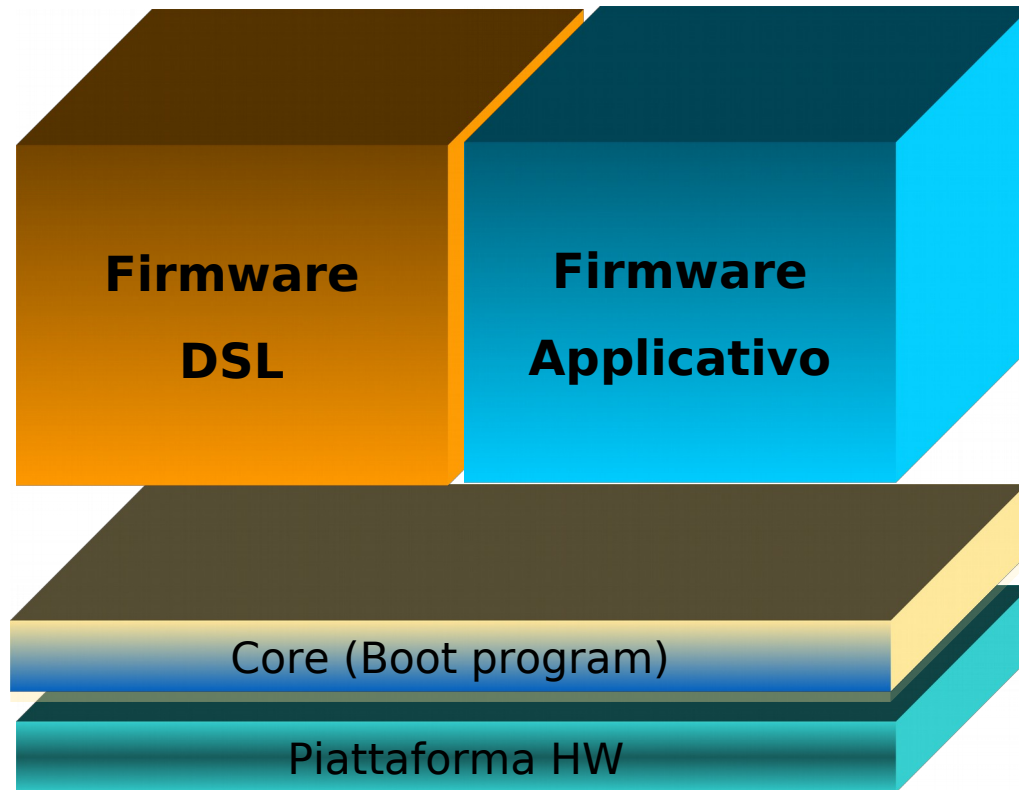 Firmware
DSL
Firmware
Applicativo
Core (Boot program)
Piattaforma HW